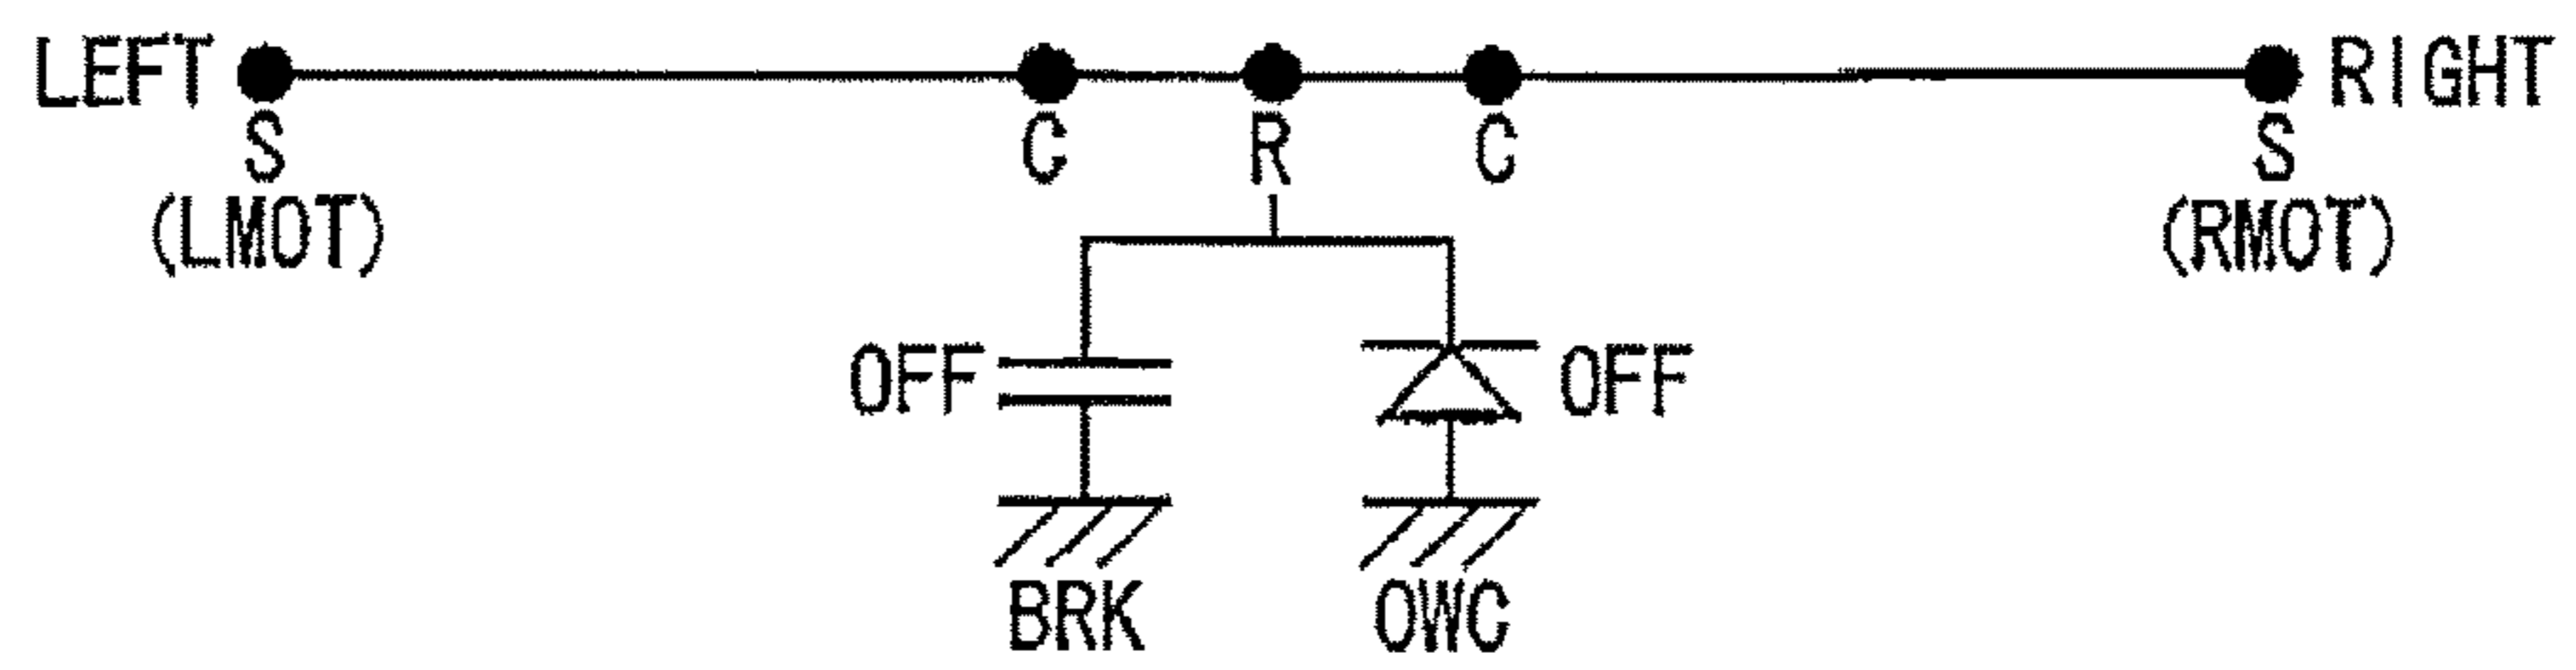 LEFT RIGHT
S C R C S
(LMOT) (RMOT)
OFF OFF
BRK OWC